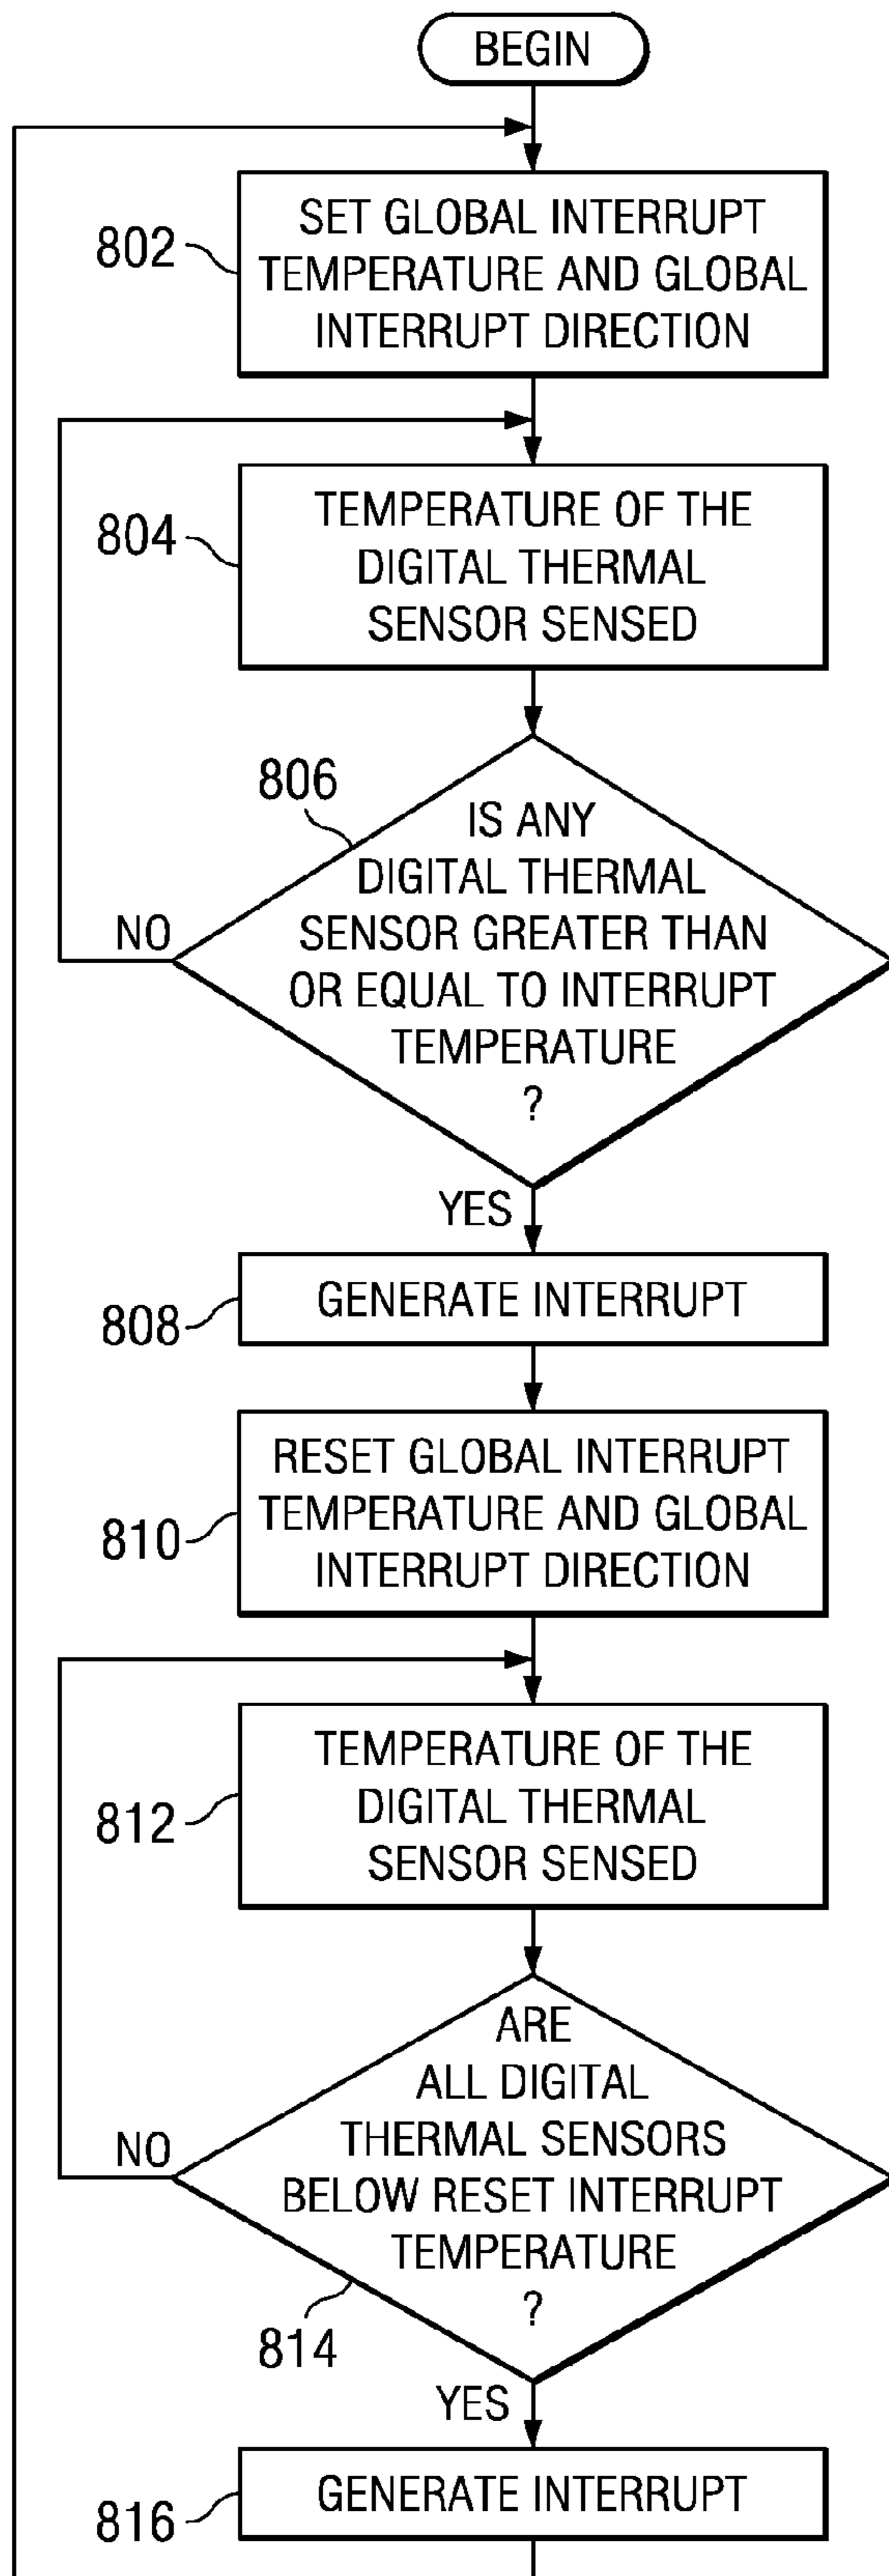 BEGIN
802
SET GLOBAL INTERRUPT
TEMPERATURE AND GLOBAL
INTERRUPT DIRECTION
804
TEMPERATURE OF THE
DIGITAL THERMAL
SENSOR SENSED
806
IS ANY
DIGITAL THERMAL
SENSOR GREATER THAN
OR EQUAL TO INTERRUPT
TEMPERATURE
?
NO
YES
808
GENERATE INTERRUPT
810
RESET GLOBAL INTERRUPT
TEMPERATURE AND GLOBAL
INTERRUPT DIRECTION
812
TEMPERATURE OF THE
DIGITAL THERMAL
SENSOR SENSED
ARE
ALL DIGITAL
THERMAL SENSORS
BELOW RESET INTERRUPT
TEMPERATURE
?
NO
814
YES
816
GENERATE INTERRUPT